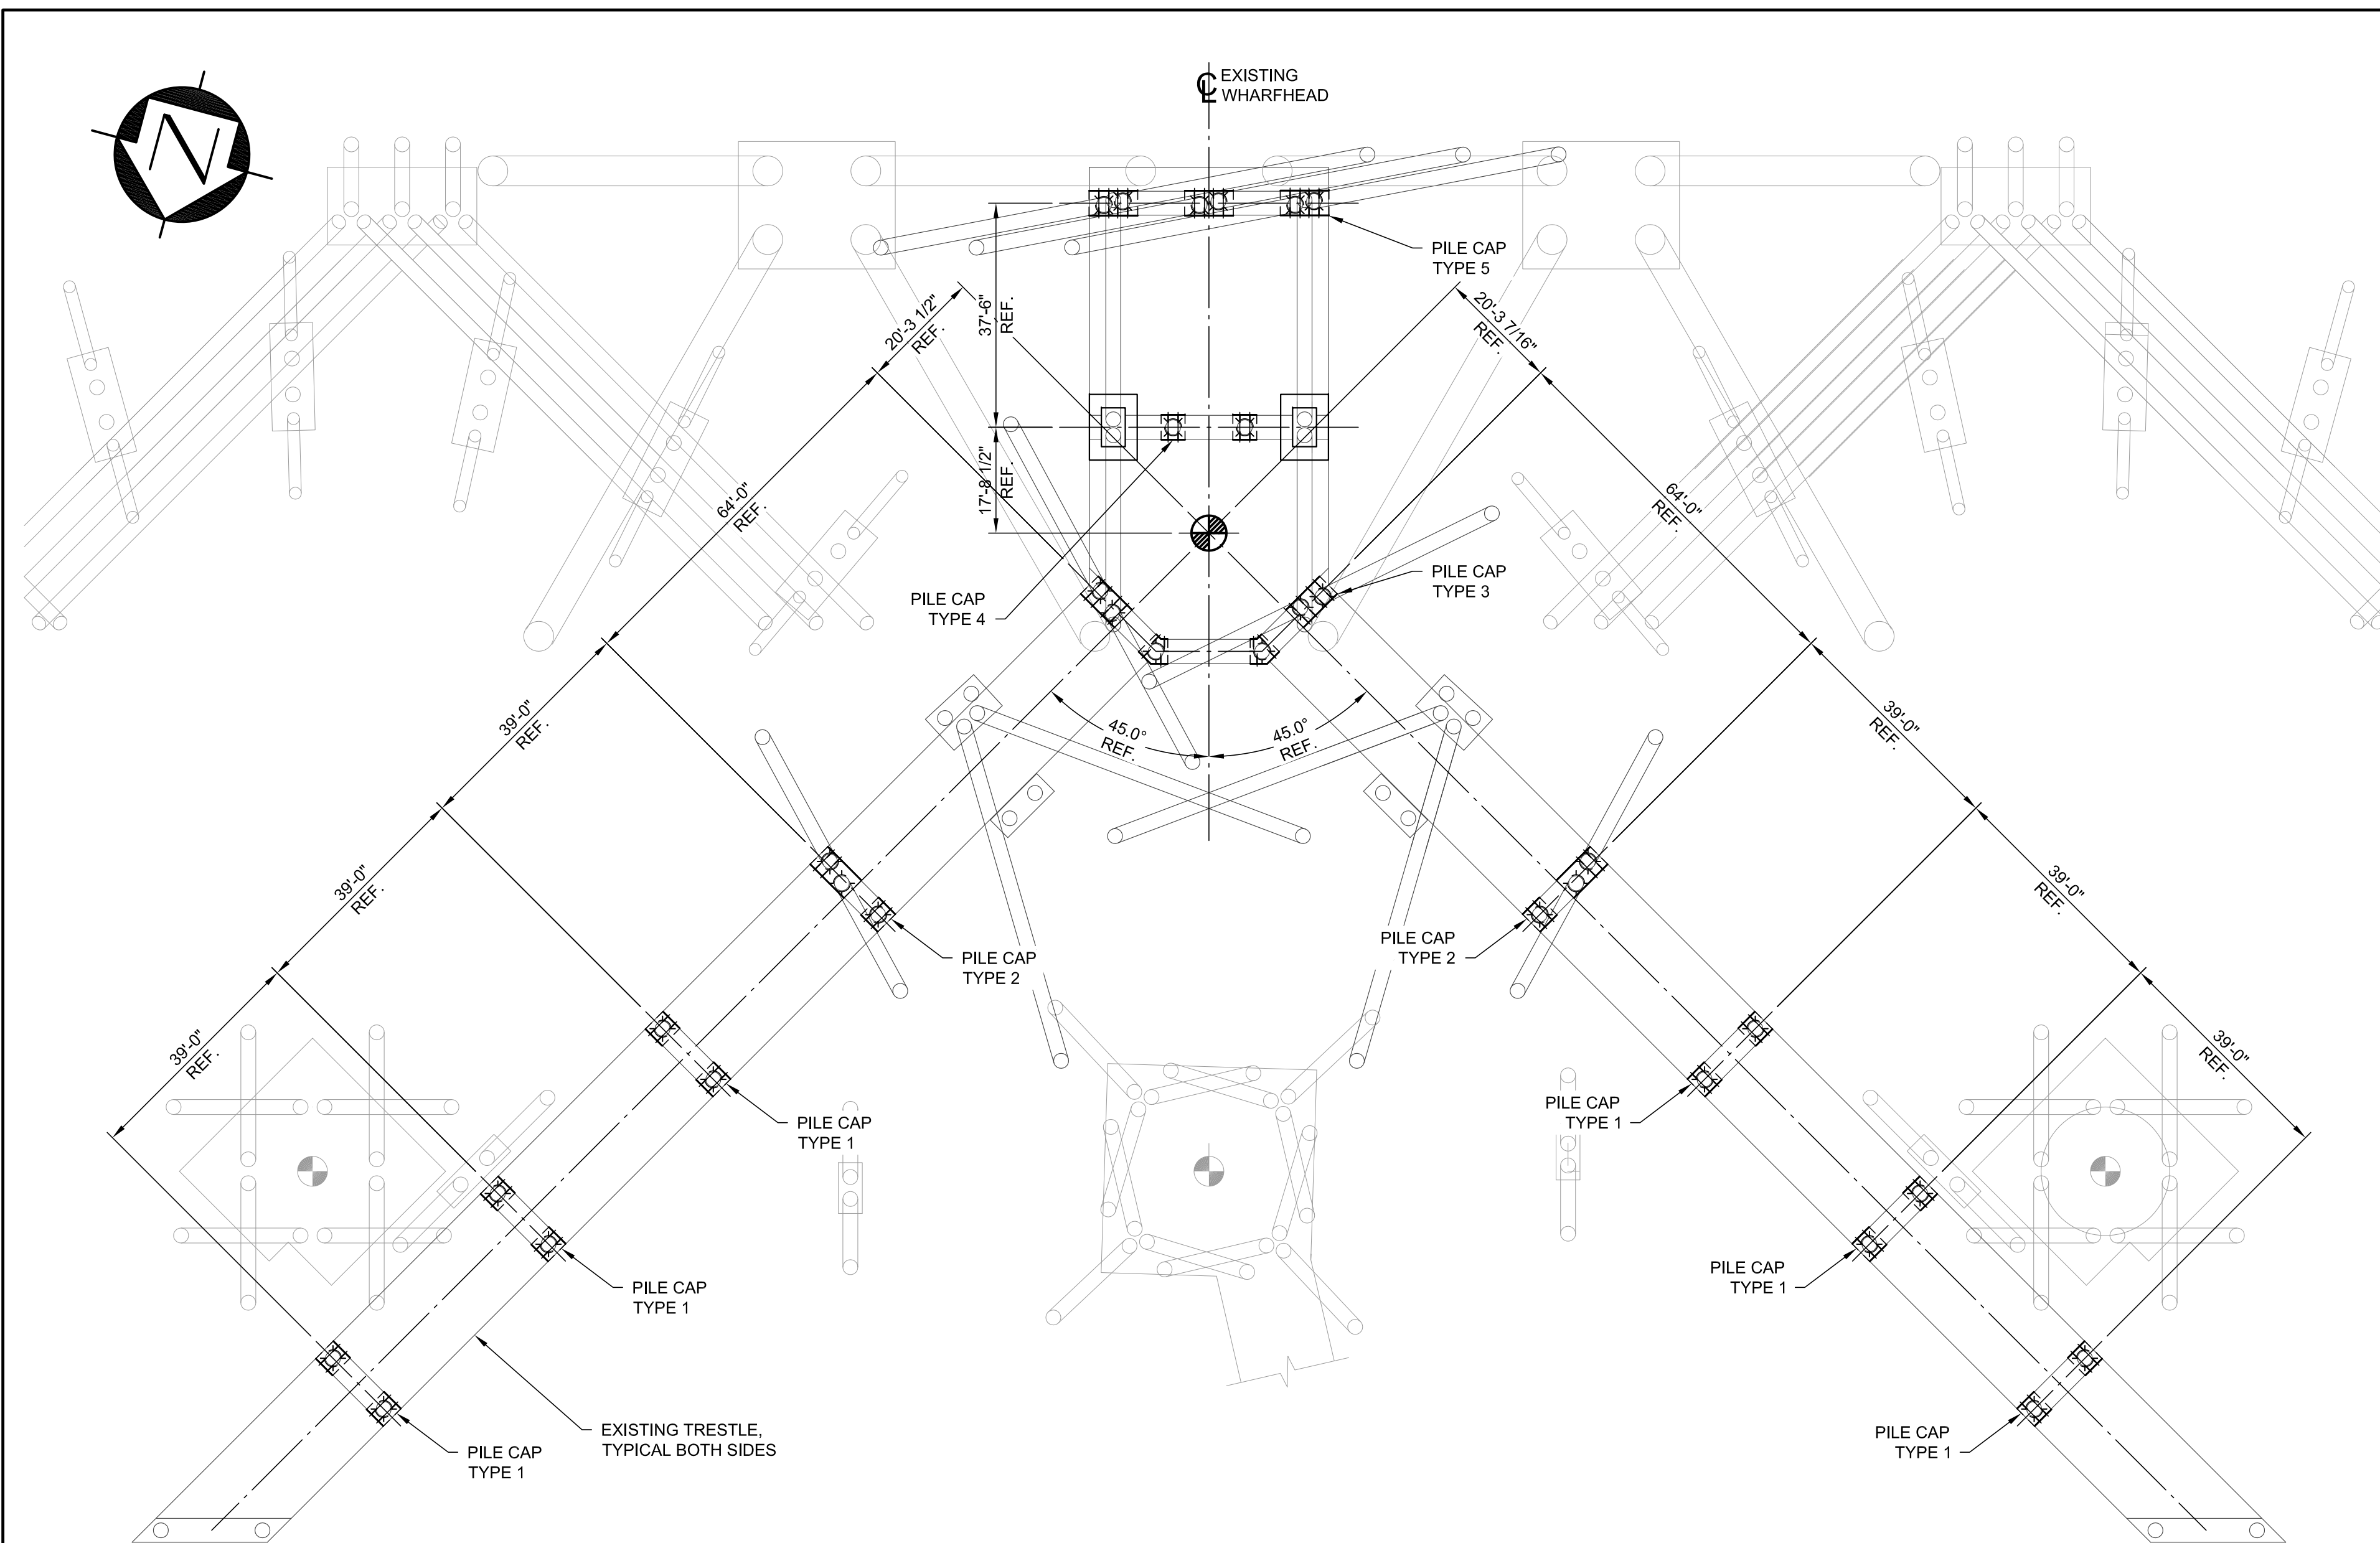 ℄ EXISTING
WHARFHEAD
N
PILE CAP
TYPE 5
20'-3 1/2"
REF.
37'-6"
REF.
20'-3 7/16"
REF.
17'-8 1/2"
REF.
64'-0"
REF.
64'-0"
REF.
PILE CAP
TYPE 4
PILE CAP
TYPE 3
39'-0"
REF.
45.0°
REF.
45.0°
REF.
39'-0"
REF.
39'-0"
REF.
39'-0"
REF.
PILE CAP
TYPE 2
PILE CAP
TYPE 2
39'-0"
REF.
39'-0"
REF.
PILE CAP
TYPE 1
PILE CAP
TYPE 1
PILE CAP
TYPE 1
PILE CAP
TYPE 1
EXISTING TRESTLE,
TYPICAL BOTH SIDES
PILE CAP
TYPE 1
PILE CAP
TYPE 1